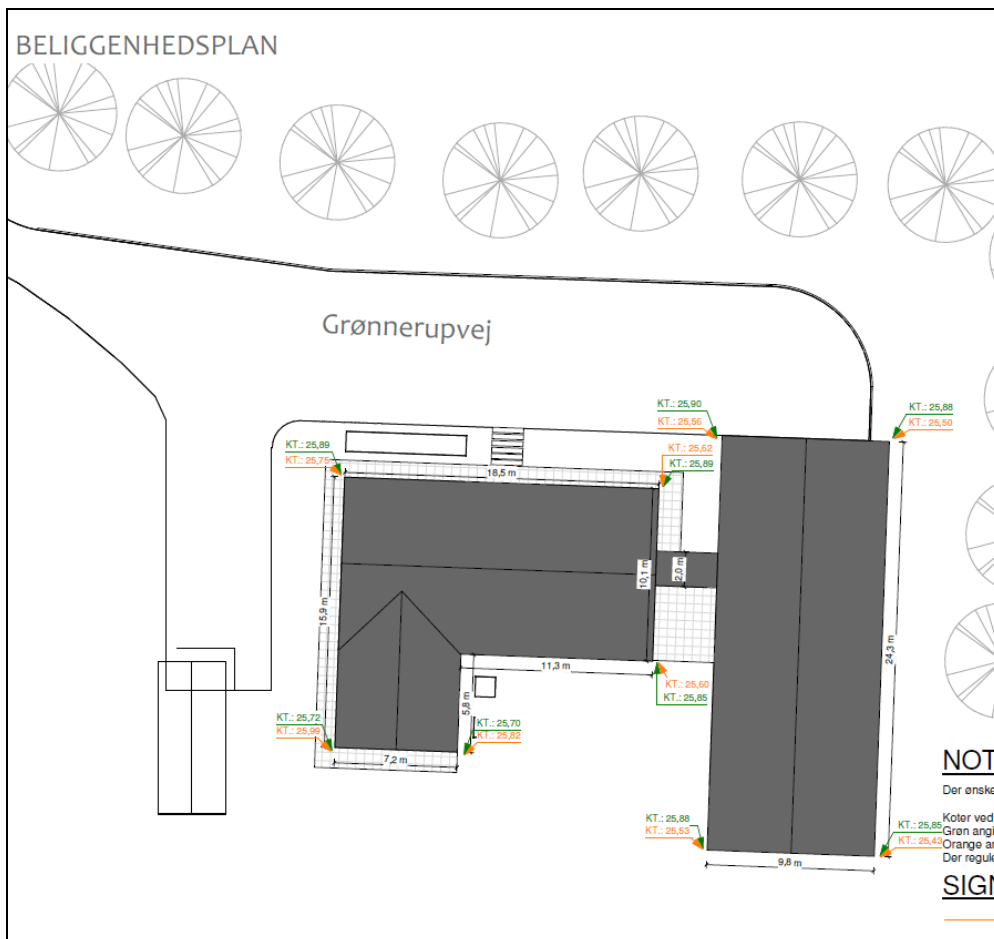 BELIGGENHEDSPLAN
Grønnerupvej
KT.: 25,90
KT.: 25,56
KT.: 25,88
KT.: 25,50
KT.: 25,89
KT.: 25,75
18,5 m
KT.: 25,62
KT.: 25,89
10,1 m
2,0 m
15,9 m
11,3 m
24,3 m
KT.: 25,60
KT.: 25,85
5,8 m
KT.: 25,72
KT.: 25,99
KT.: 25,70
KT.: 25,82
7,2 m
KT.: 25,88
KT.: 25,53
KT.: 25,85
KT.: 25,43
9,8 m
NOT
Der ønske
Koter ved
Grøn angi
Orange a
Der regule
SIGN